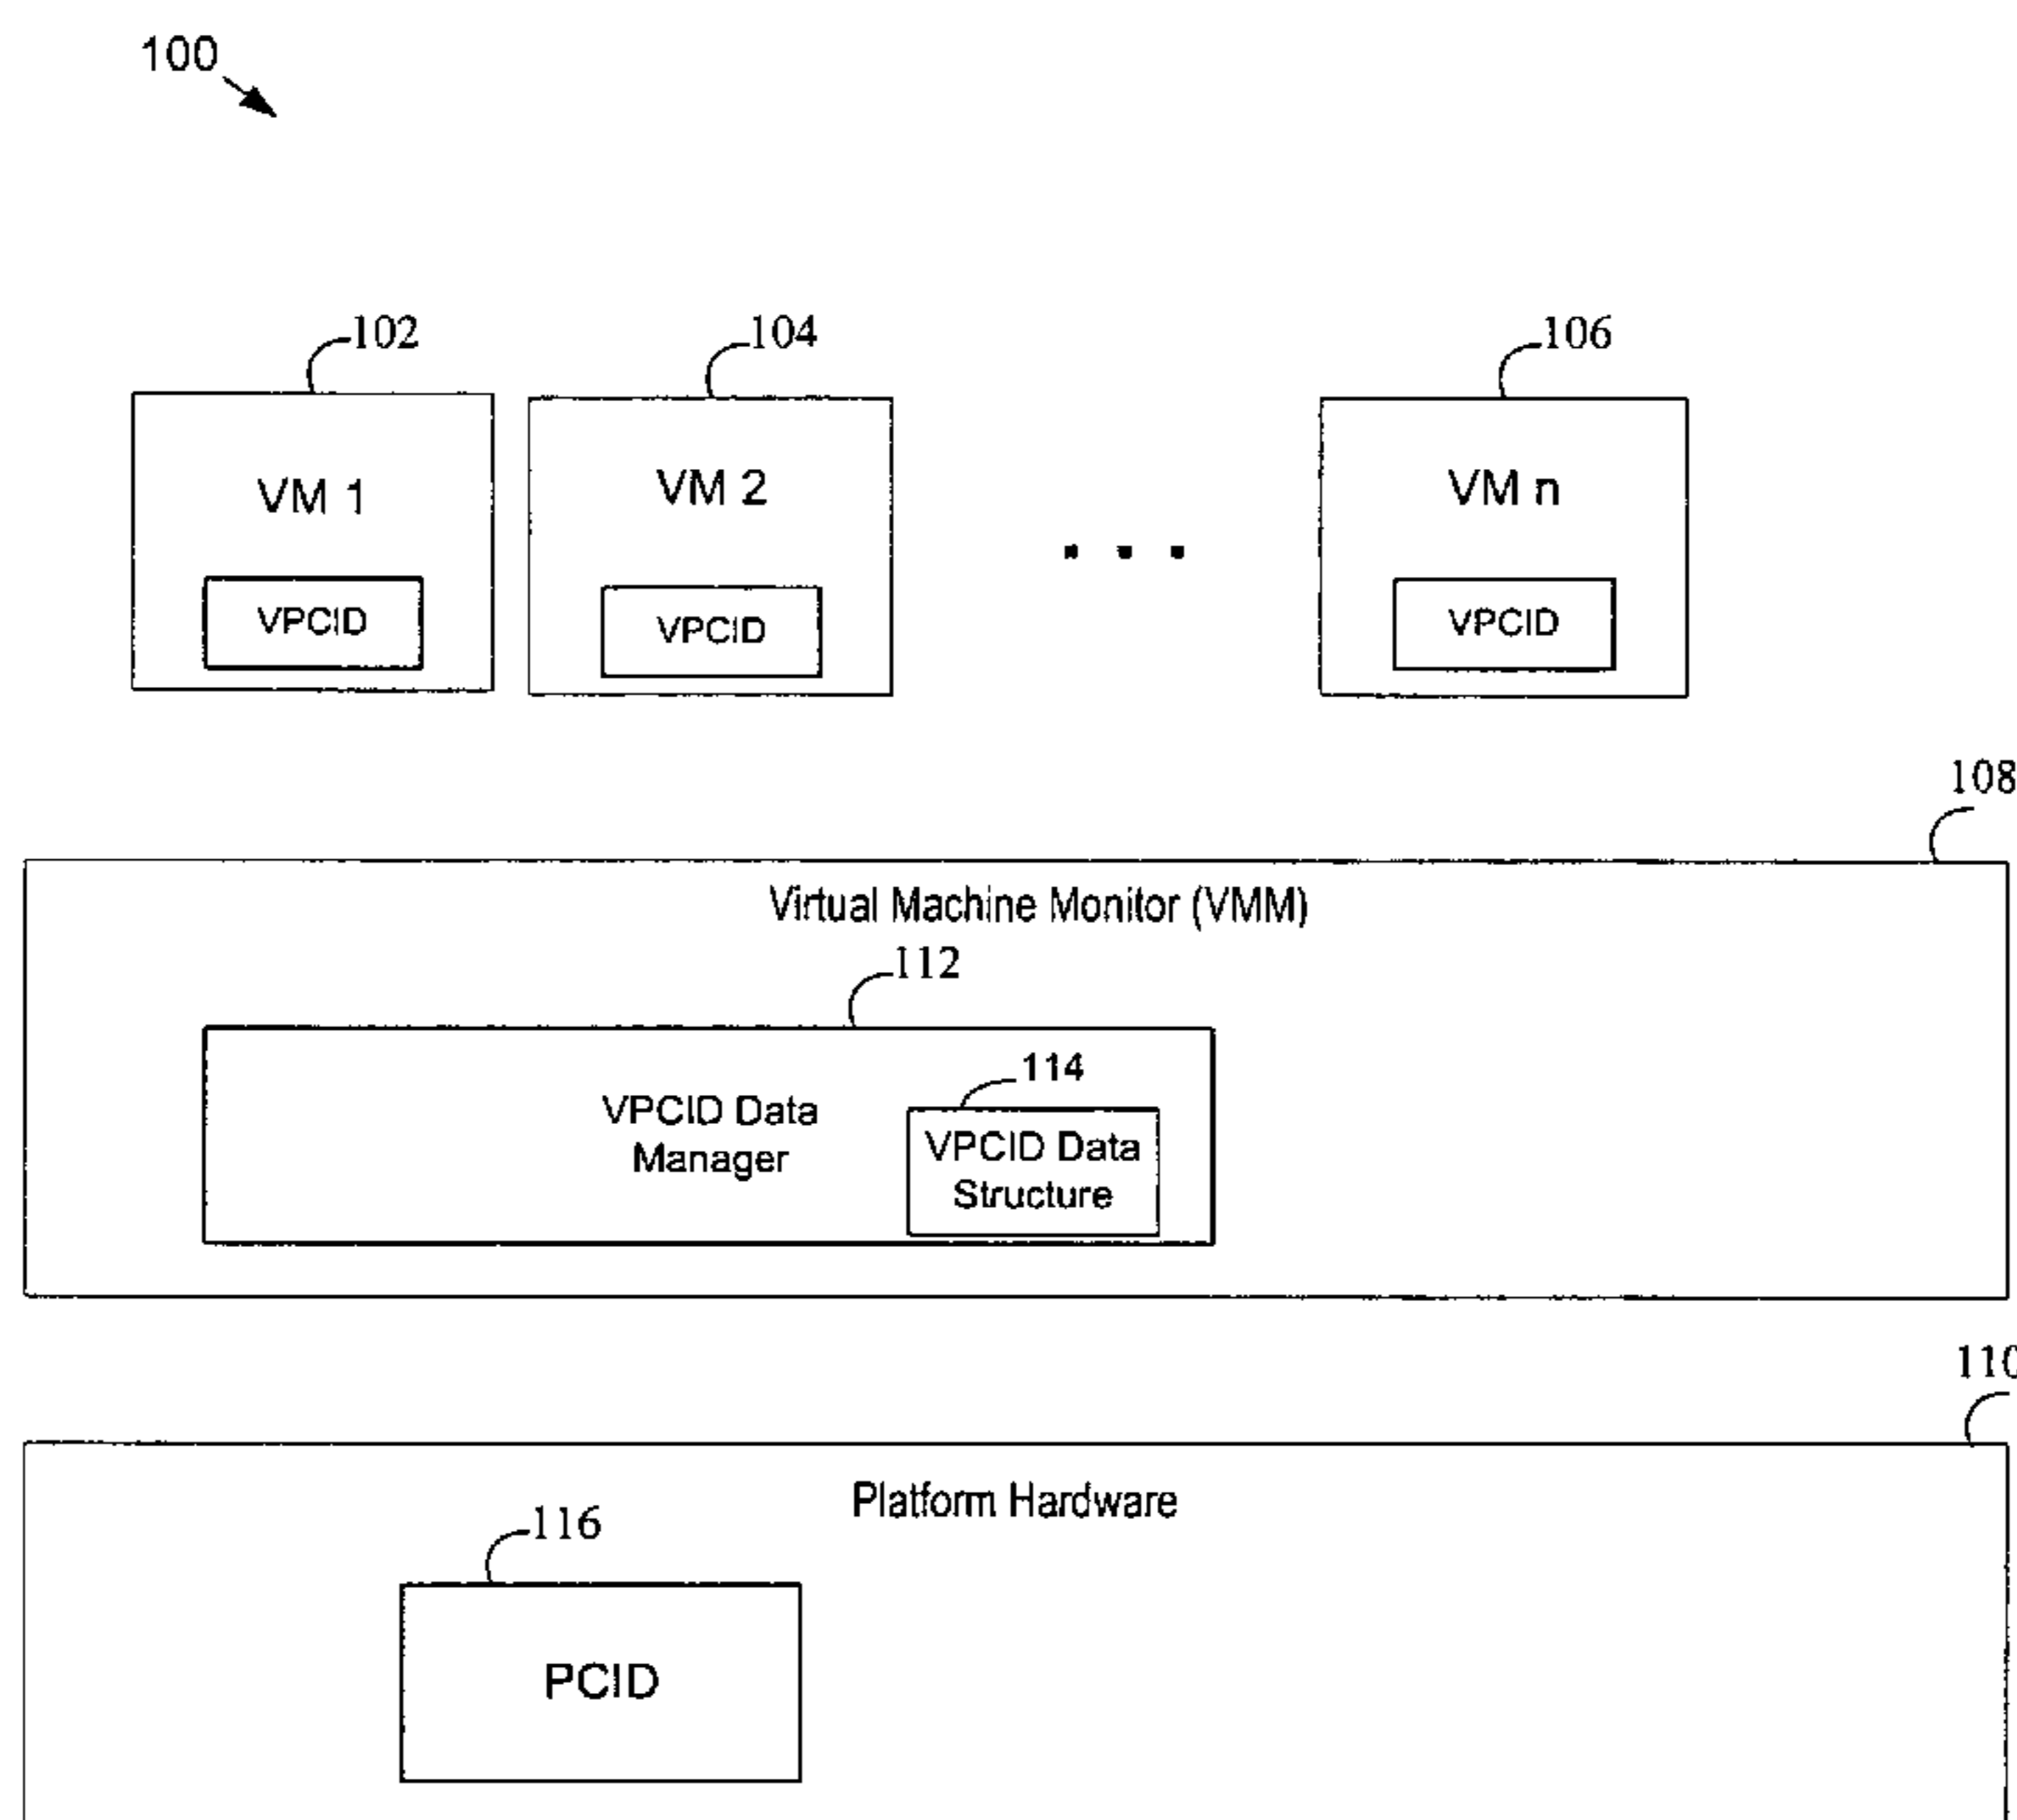 100
102
104
106
VM 1
VM 2
VM n
. . .
VPCID
VPCID
VPCID
108
Virtual Machine Monitor (VMM)
112
114
VPCID Data
Manager
VPCID Data
Structure
110
Platform Hardware
116
PCID